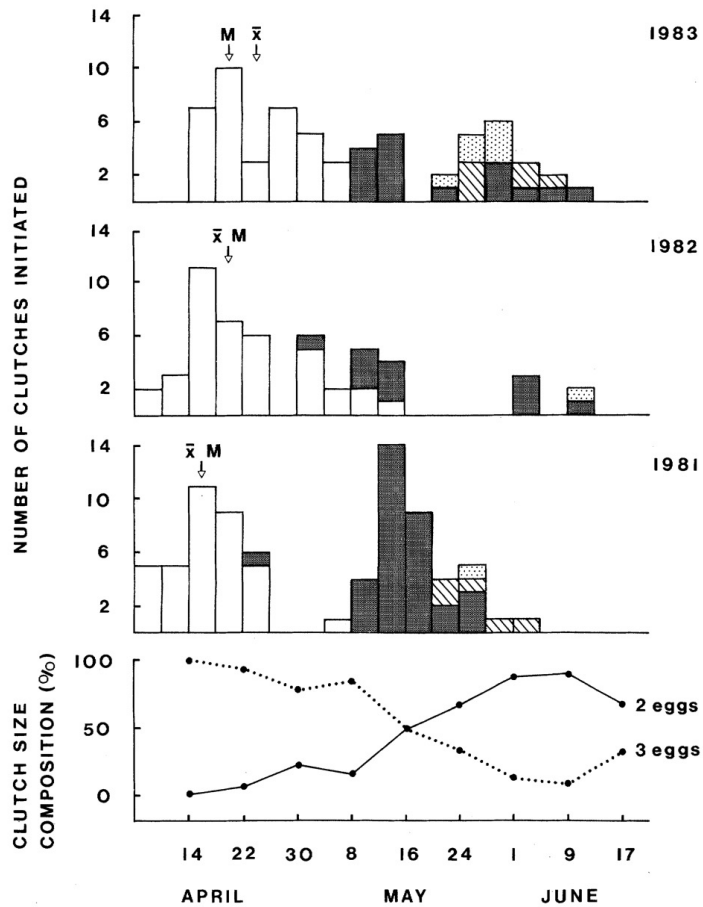 NUMBER OF CLUTCHES INITIATED
14
10
6
2
M x̄
1983
14
10
6
2
x̄ M
1982
14
10
6
2
x̄ M
1981
CLUTCH SIZE
COMPOSITION (%)
100
50
0
2 eggs
3 eggs
14 22 30 8 16 24 1 9 17
APRIL MAY JUNE